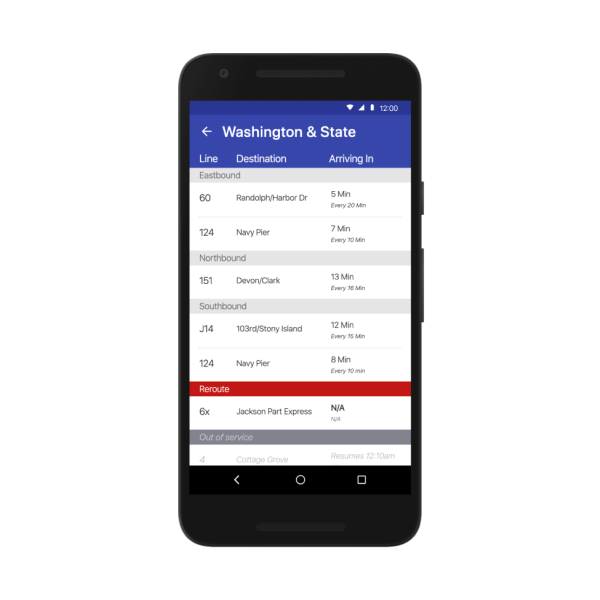 12:00
Washington & State
Line Destination Arriving In
Eastbound
60 Randolph/Harbor Dr 5 Min
Every 20 Min
124 Navy Pier 7 Min
Every 10 Min
Northbound
151 Devon/Clark 13 Min
Every 16 Min
Southbound
J14 103rd/Stony Island 12 Min
Every 15 Min
124 Navy Pier 8 Min
Every 10 min
Reroute
6x Jackson Part Express N/A
N/A
Out of service
4 Cottage Grove Resumes 12:10am